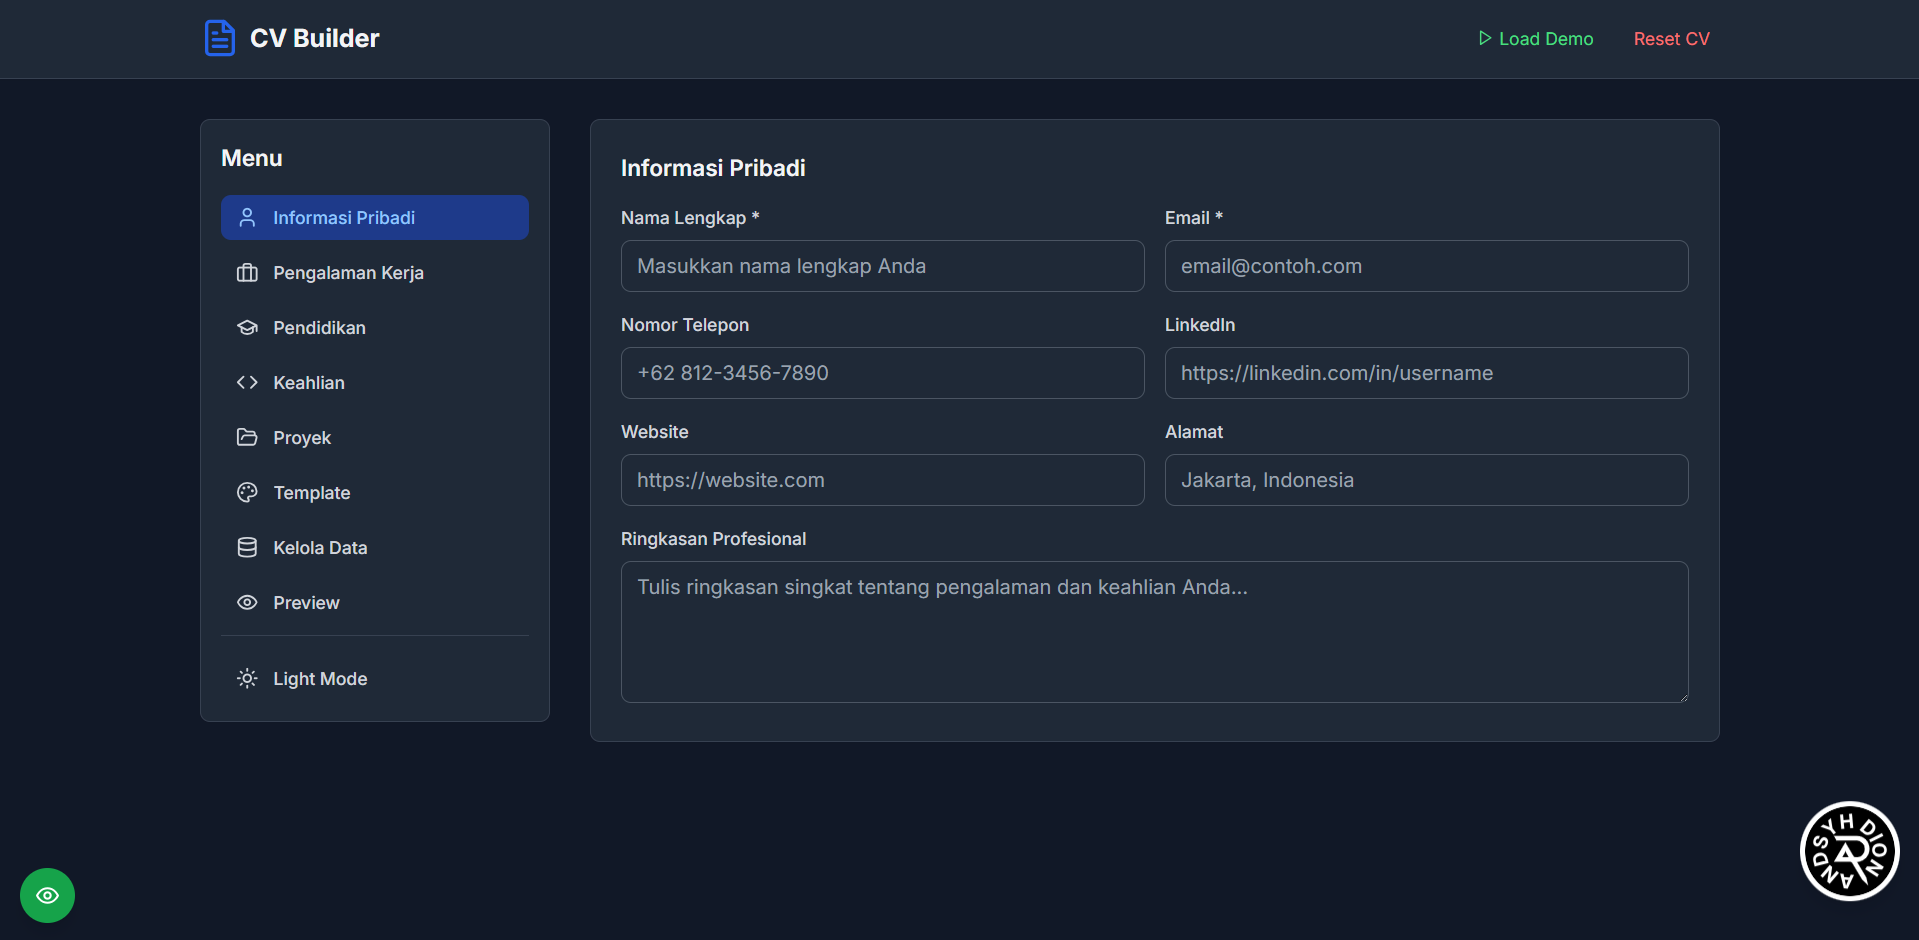 CV Builder
Load Demo
Reset CV
Menu
Informasi Pribadi
Pengalaman Kerja
Pendidikan
Keahlian
Proyek
Template
Kelola Data
Preview
Light Mode
Informasi Pribadi
Nama Lengkap *
Email *
Masukkan nama lengkap Anda
email@contoh.com
Nomor Telepon
LinkedIn
+62 812-3456-7890
https://linkedin.com/in/username
Website
Alamat
https://website.com
Jakarta, Indonesia
Ringkasan Profesional
Tulis ringkasan singkat tentang pengalaman dan keahlian Anda...
ANDSYH DION